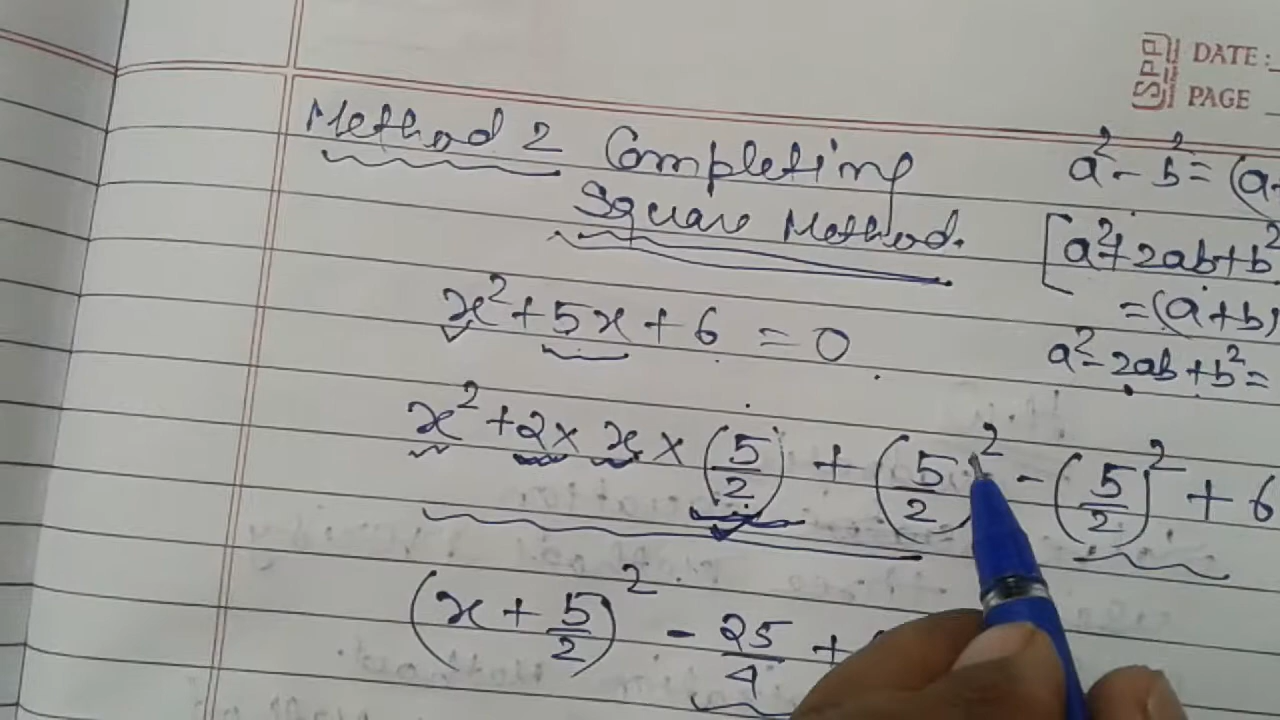 SPP
DATE :
PAGE
Method 2 Completing
Square Method.
a² - b² = (a-
[a² + 2ab + b²
= (a + b)
a² - 2ab + b² =
x² + 5x + 6 = 0
x² + 2 × x × (5/2) + (5/2)² - (5/2)² + 6
(x + 5/2)² - 25/4 +